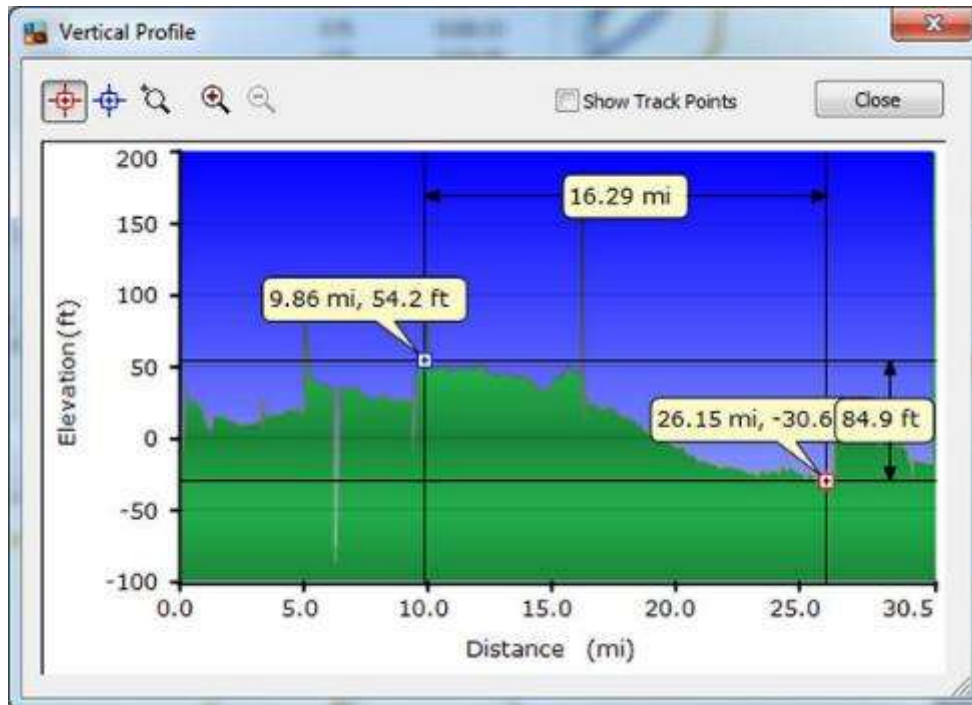 Vertical Profile
Show Track Points
Close
200
150
100
50
0
-50
-100
Elevation(ft)
16.29 mi
9.86 mi, 54.2 ft
26.15 mi, -30.6
84.9 ft
0.0
5.0
10.0
15.0
20.0
25.0
30.5
Distance (mi)